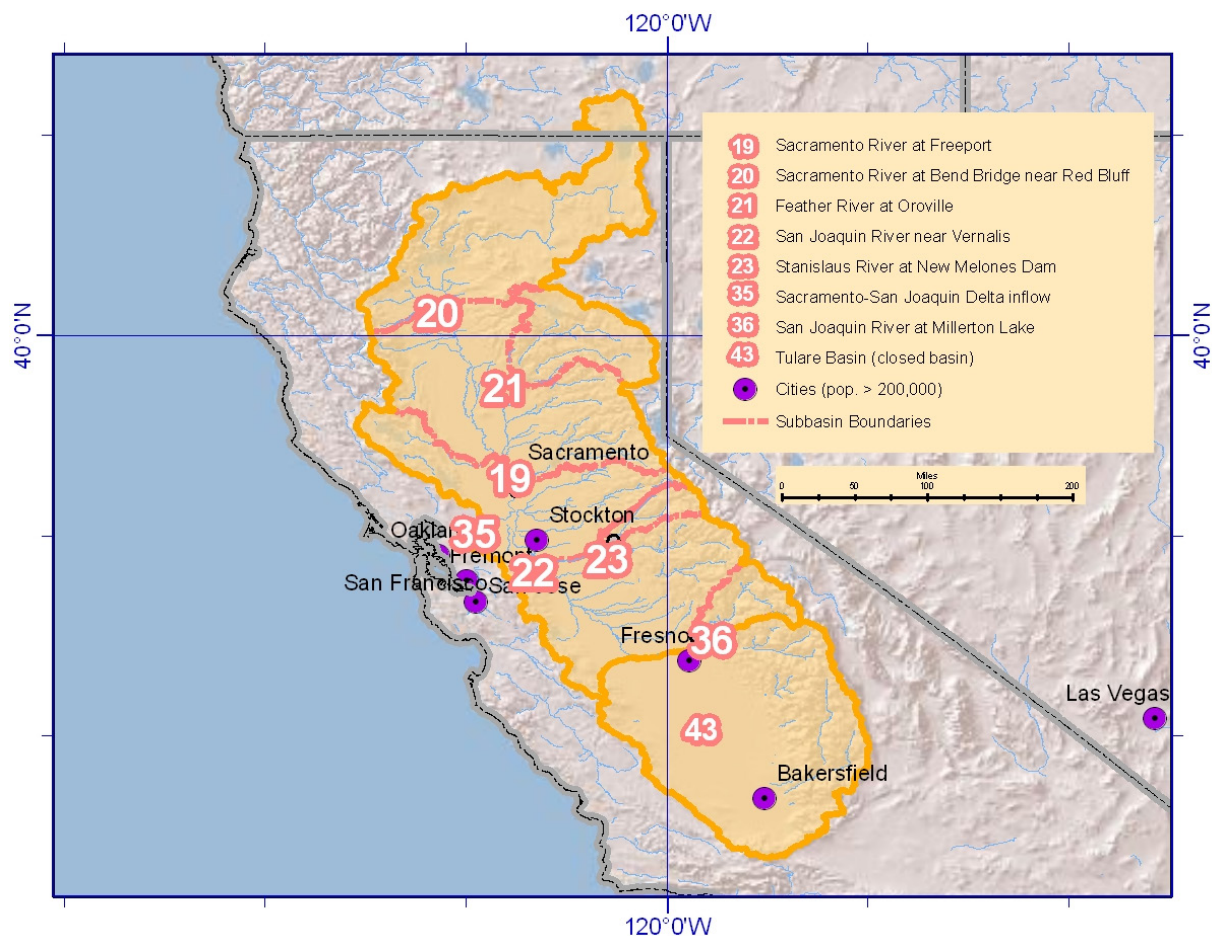 120°0'W
19 Sacramento River at Freeport
20 Sacramento River at Bend Bridge near Red Bluff
21 Feather River at Oroville
22 San Joaquin River near Vernalis
23 Stanislaus River at New Melones Dam
35 Sacramento-San Joaquin Delta inflow
36 San Joaquin River at Millerton Lake
43 Tulare Basin (closed basin)
Cities (pop. > 200,000)
Subbasin Boundaries
Miles
0 50 100 200
40°0'N
40°0'N
20
21
Sacramento
19
Stockton
Oaklan
35
Fremont
23
22
San Francisco
San Jose
Fresno
36
Las Vegas
43
Bakersfield
120°0'W